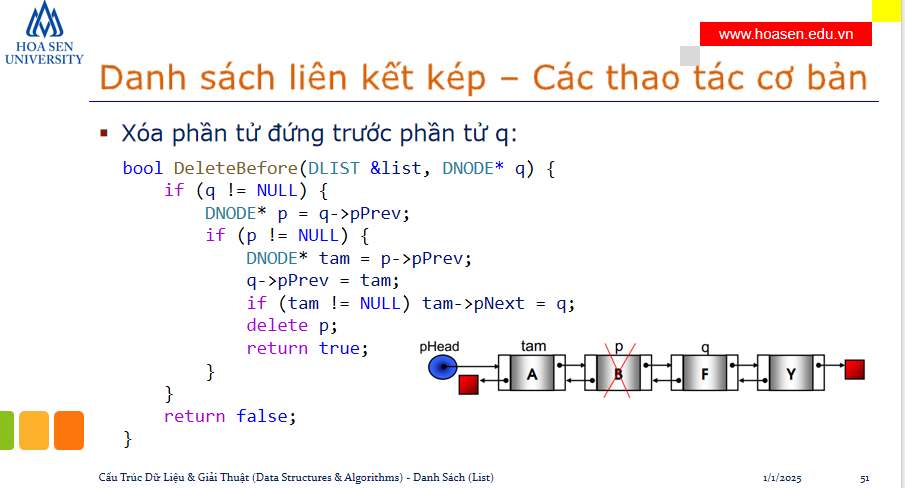 HOA SEN
UNIVERSITY
www.hoasen.edu.vn
Danh sách liên kết kép – Các thao tác cơ bản
▪ Xóa phần tử đứng trước phần tử q:
bool DeleteBefore(DLIST &list, DNODE* q) {
    if (q != NULL) {
        DNODE* p = q->pPrev;
        if (p != NULL) {
            DNODE* tam = p->pPrev;
            q->pPrev = tam;
            if (tam != NULL) tam->pNext = q;
            delete p;
            return true;
        }
    }
    return false;
}
pHead tam p q
A B F Y
Cấu Trúc Dữ Liệu & Giải Thuật (Data Structures & Algorithms) - Danh Sách (List) 1/1/2025 51